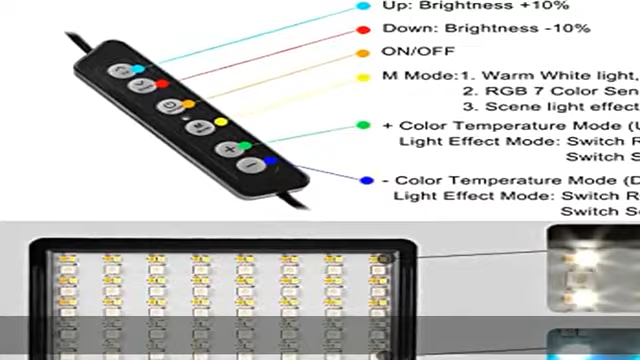 Up: Brightness +10%
Down: Brightness -10%
ON/OFF
M Mode:1. Warm White light,
2. RGB 7 Color Sen
3. Scene light effect
+ Color Temperature Mode (U
Light Effect Mode: Switch R
Switch S
- Color Temperature Mode (D
Light Effect Mode: Switch R
Switch S
M